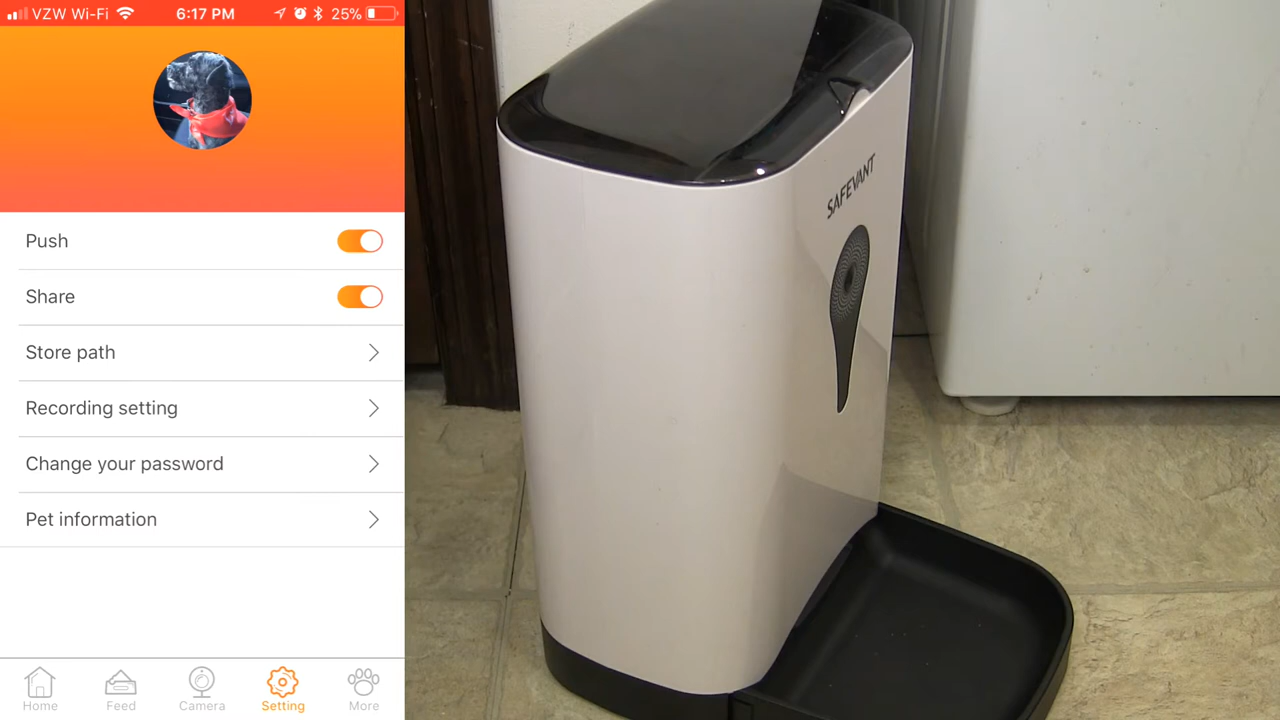 VZW Wi-Fi 6:17 PM 25%
Push
Share
Store path
Recording setting
Change your password
Pet information
Home Feed Camera Setting More
SAFEVANT